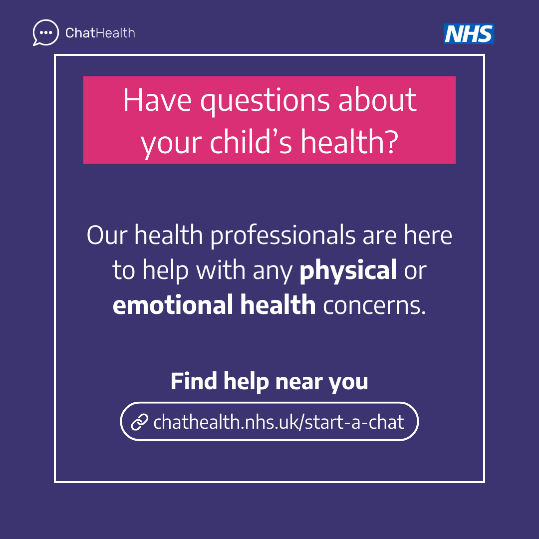 ChatHealth
NHS
Have questions about
your child's health?
Our health professionals are here
to help with any physical or
emotional health concerns.
Find help near you
chathealth.nhs.uk/start-a-chat